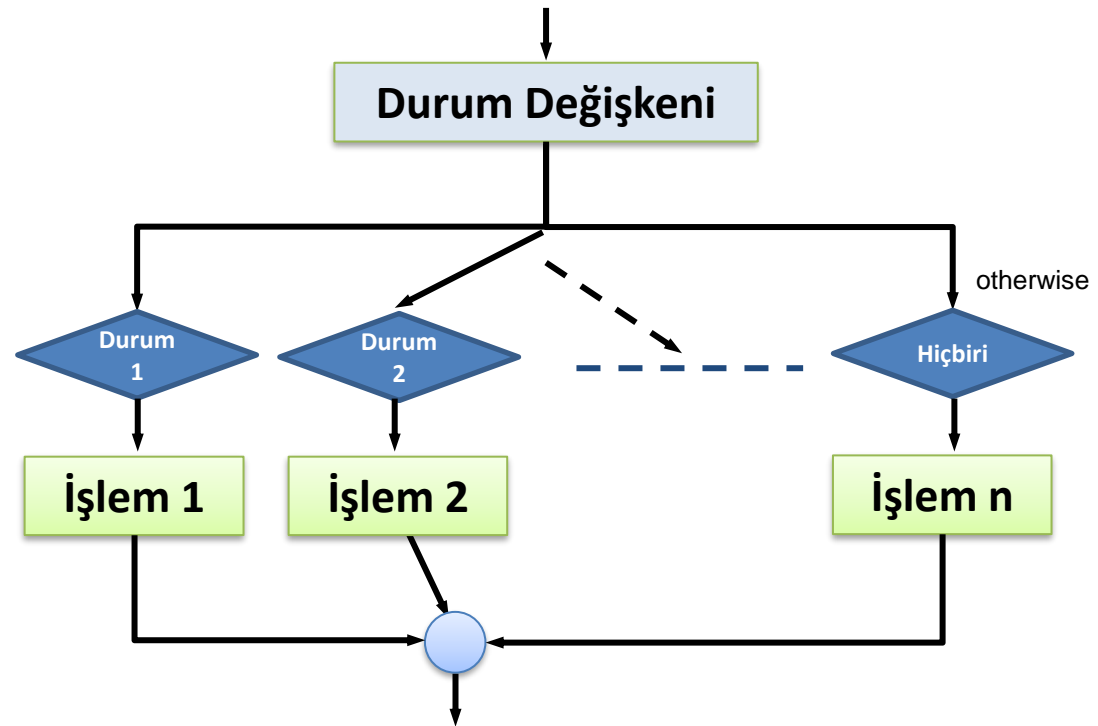 Durum Değişkeni
otherwise
Durum
1
Durum
2
Hiçbiri
İşlem 1
İşlem 2
İşlem n